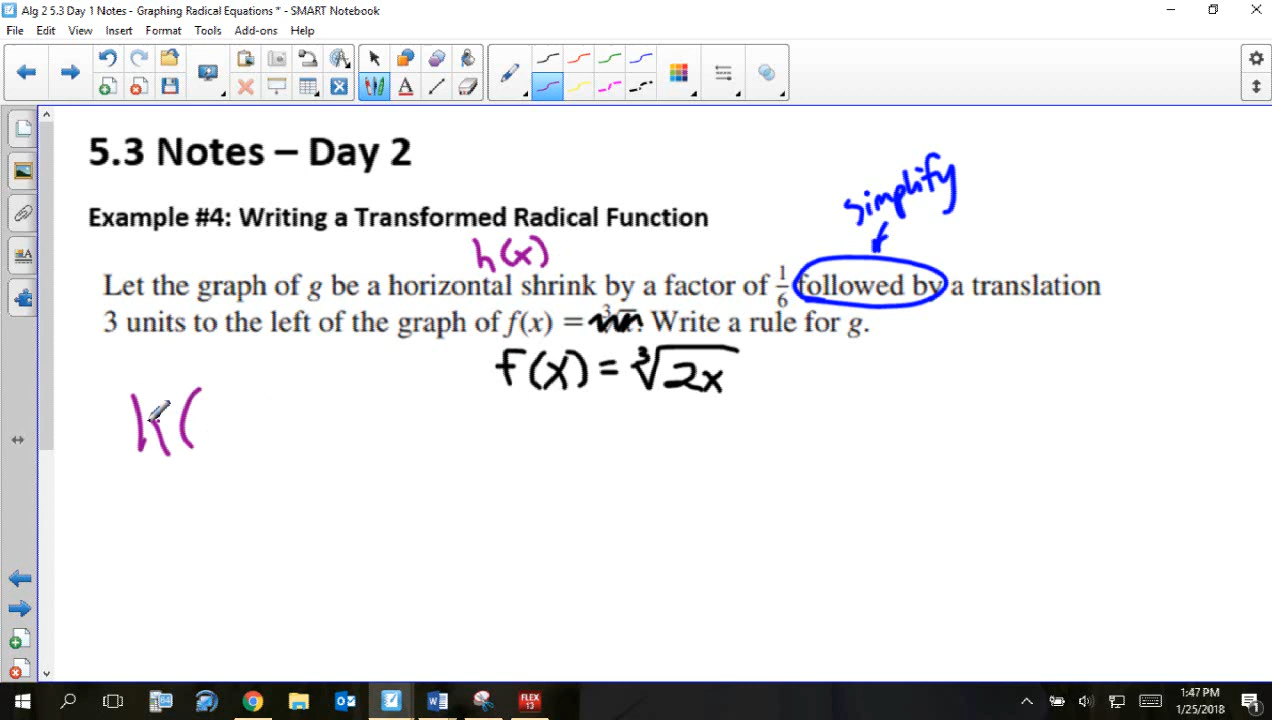 Alg 2 5.3 Day 1 Notes - Graphing Radical Equations * - SMART Notebook
File Edit View Insert Format Tools Add-ons Help
5.3 Notes – Day 2
simplify
Example #4: Writing a Transformed Radical Function
h(x)
Let the graph of g be a horizontal shrink by a factor of 1/6 followed by a translation
3 units to the left of the graph of f(x) = Write a rule for g.
f(x) = ∛2x
h(
FLEX 13
1:47 PM
1/25/2018